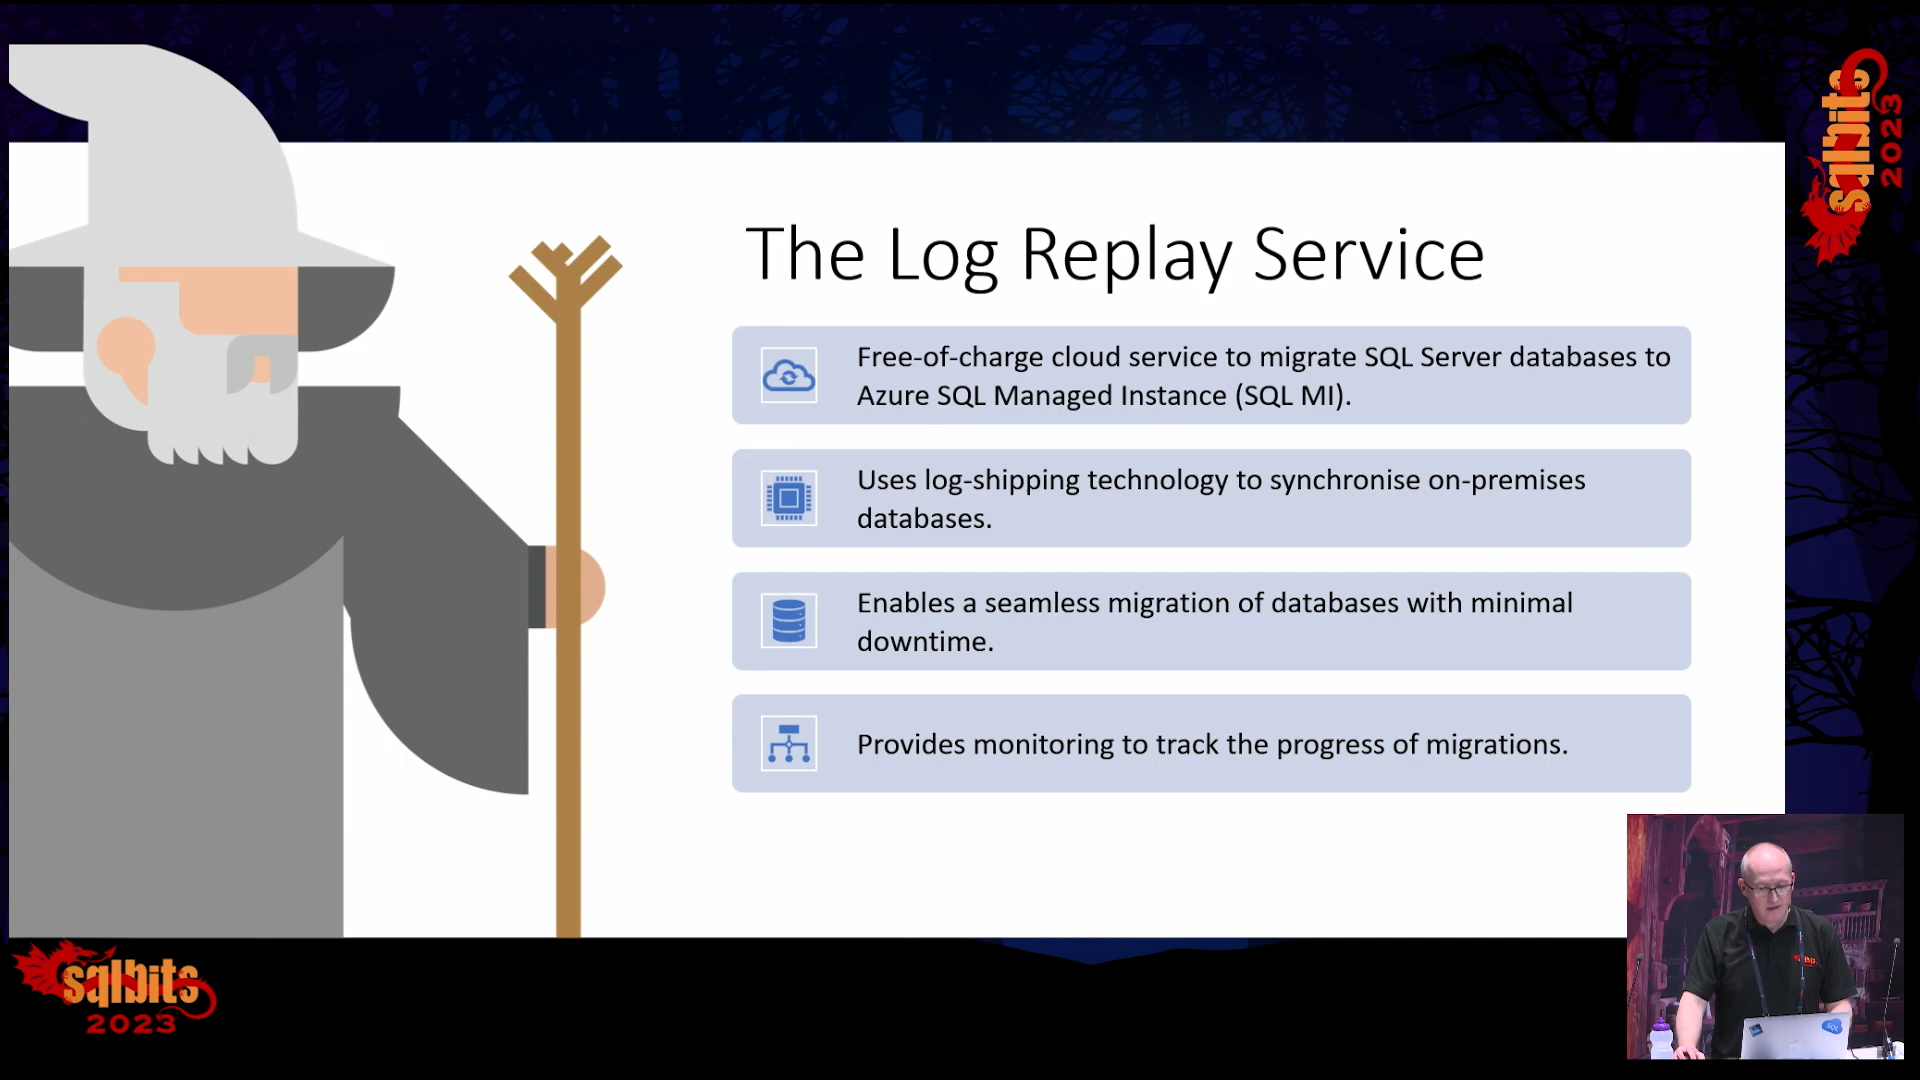 The Log Replay Service
Free-of-charge cloud service to migrate SQL Server databases to
Azure SQL Managed Instance (SQL MI).
Uses log-shipping technology to synchronise on-premises
databases.
Enables a seamless migration of databases with minimal
downtime.
Provides monitoring to track the progress of migrations.
sqlbits
2023
sqlbits
2023
SQL